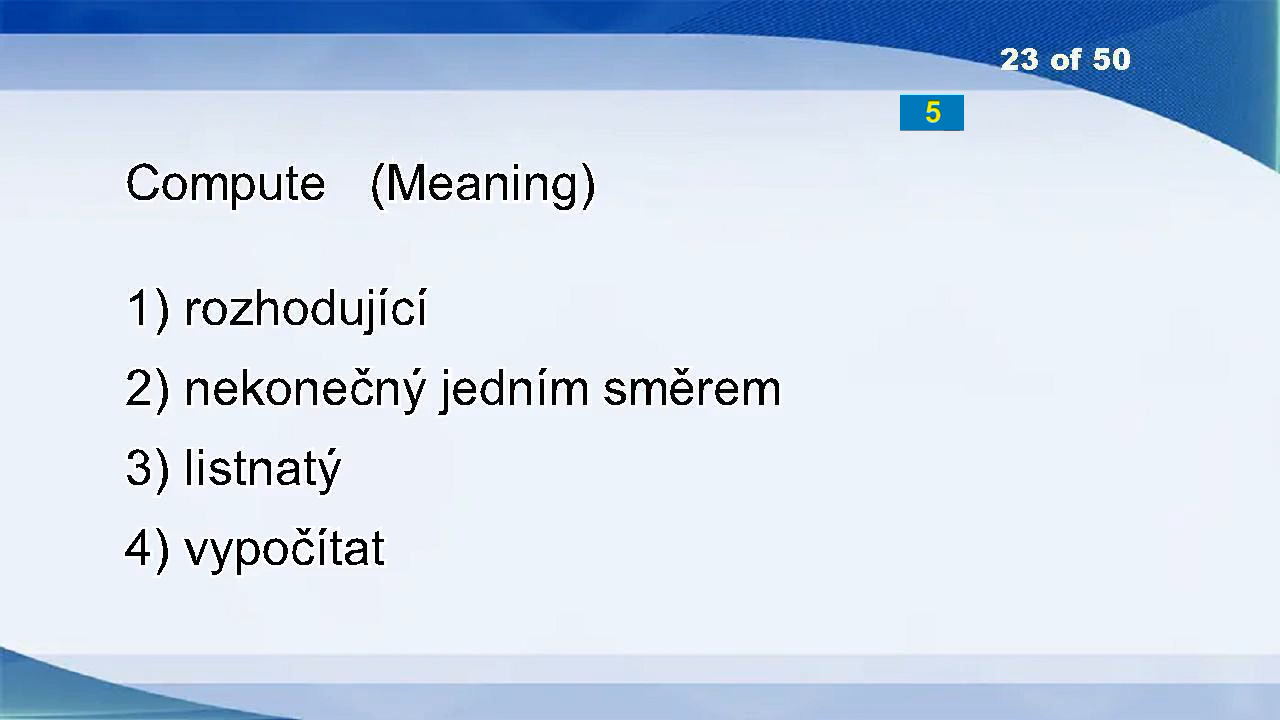 23 of 50
5
Compute (Meaning)
1) rozhodující
2) nekonečný jedním směrem
3) listnatý
4) vypočítat